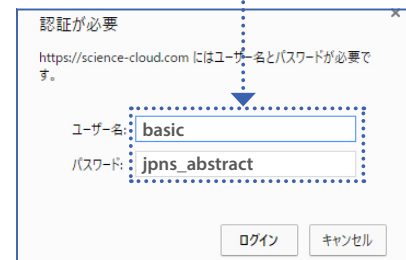 認証が必要
×
https://science-cloud.com にはユーザー名とパスワードが必要で
す。
ユーザー名: basic
パスワード: jpns_abstract
ログイン キャンセル